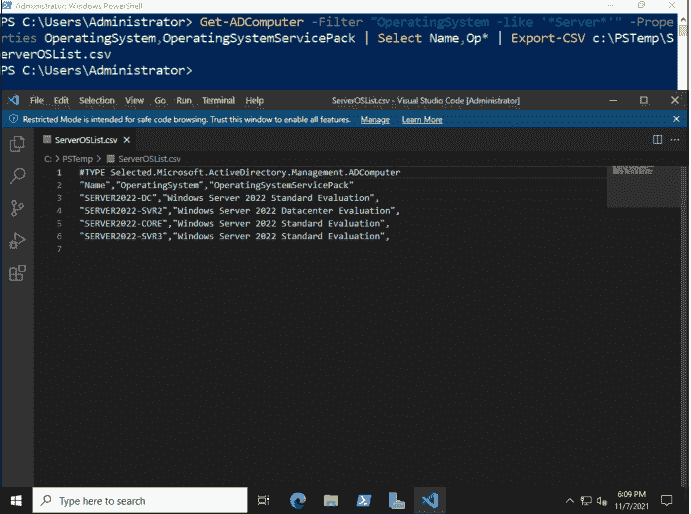 Administrator: Windows PowerShell
PS C:\Users\Administrator> Get-ADComputer -Filter "OperatingSystem -like '*Server*'" -Prope
rties OperatingSystem,OperatingSystemServicePack | Select Name,Op* | Export-CSV c:\PSTemp\S
erverOSList.csv
PS C:\Users\Administrator>
File Edit Selection View Go Run Terminal Help ServerOSList.csv - Visual Studio Code [Administrator]
Restricted Mode is intended for safe code browsing. Trust this window to enable all features. Manage Learn More
ServerOSList.csv
C: > PSTemp > ServerOSList.csv
1 #TYPE Selected.Microsoft.ActiveDirectory.Management.ADComputer
2 "Name","OperatingSystem","OperatingSystemServicePack"
3 "SERVER2022-DC","Windows Server 2022 Standard Evaluation",
4 "SERVER2022-SVR2","Windows Server 2022 Datacenter Evaluation",
5 "SERVER2022-CORE","Windows Server 2022 Standard Evaluation",
6 "SERVER2022-SVR3","Windows Server 2022 Standard Evaluation",
7
Type here to search
6:09 PM
11/7/2021